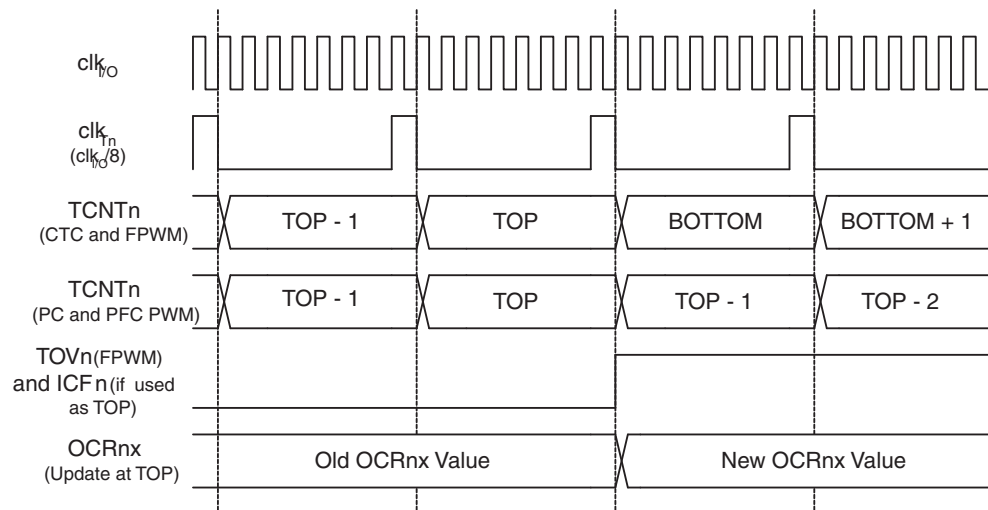 clkI/O
clkTn
(clkI/O/8)
TCNTn
(CTC and FPWM)
TOP - 1
TOP
BOTTOM
BOTTOM + 1
TCNTn
(PC and PFC PWM)
TOP - 1
TOP
TOP - 1
TOP - 2
TOVn(FPWM)
and ICFn(if used
as TOP)
OCRnx
(Update at TOP)
Old OCRnx Value
New OCRnx Value